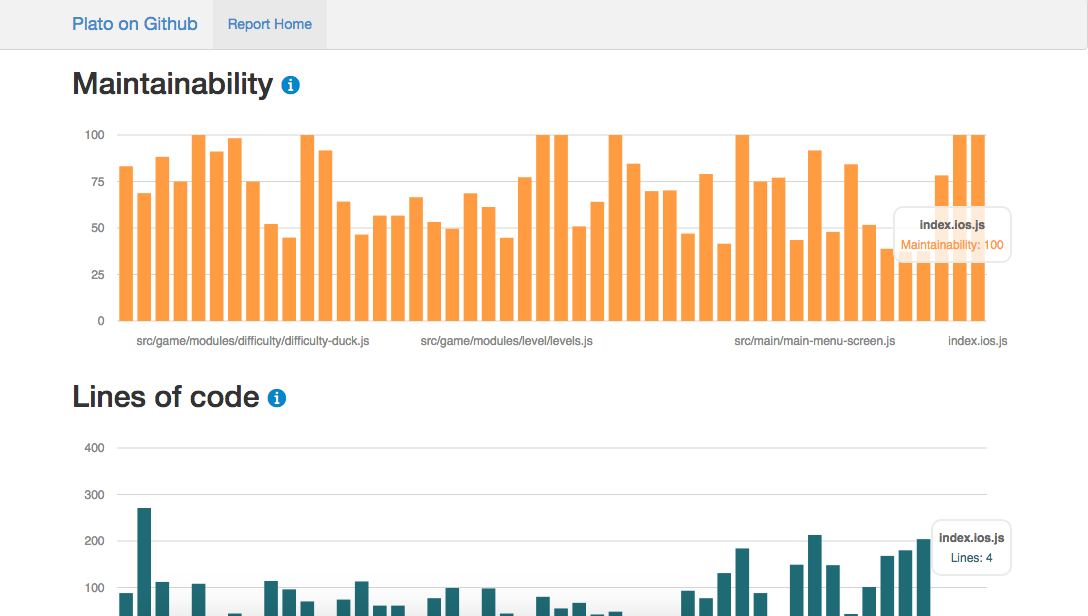 Plato on Github
Report Home
Maintainability
100
75
50
25
0
index.ios.js
Maintainability: 100
src/game/modules/difficulty/difficulty-duck.js
src/game/modules/level/levels.js
src/main/main-menu-screen.js
index.ios.js
Lines of code
400
300
200
100
index.ios.js
Lines: 4